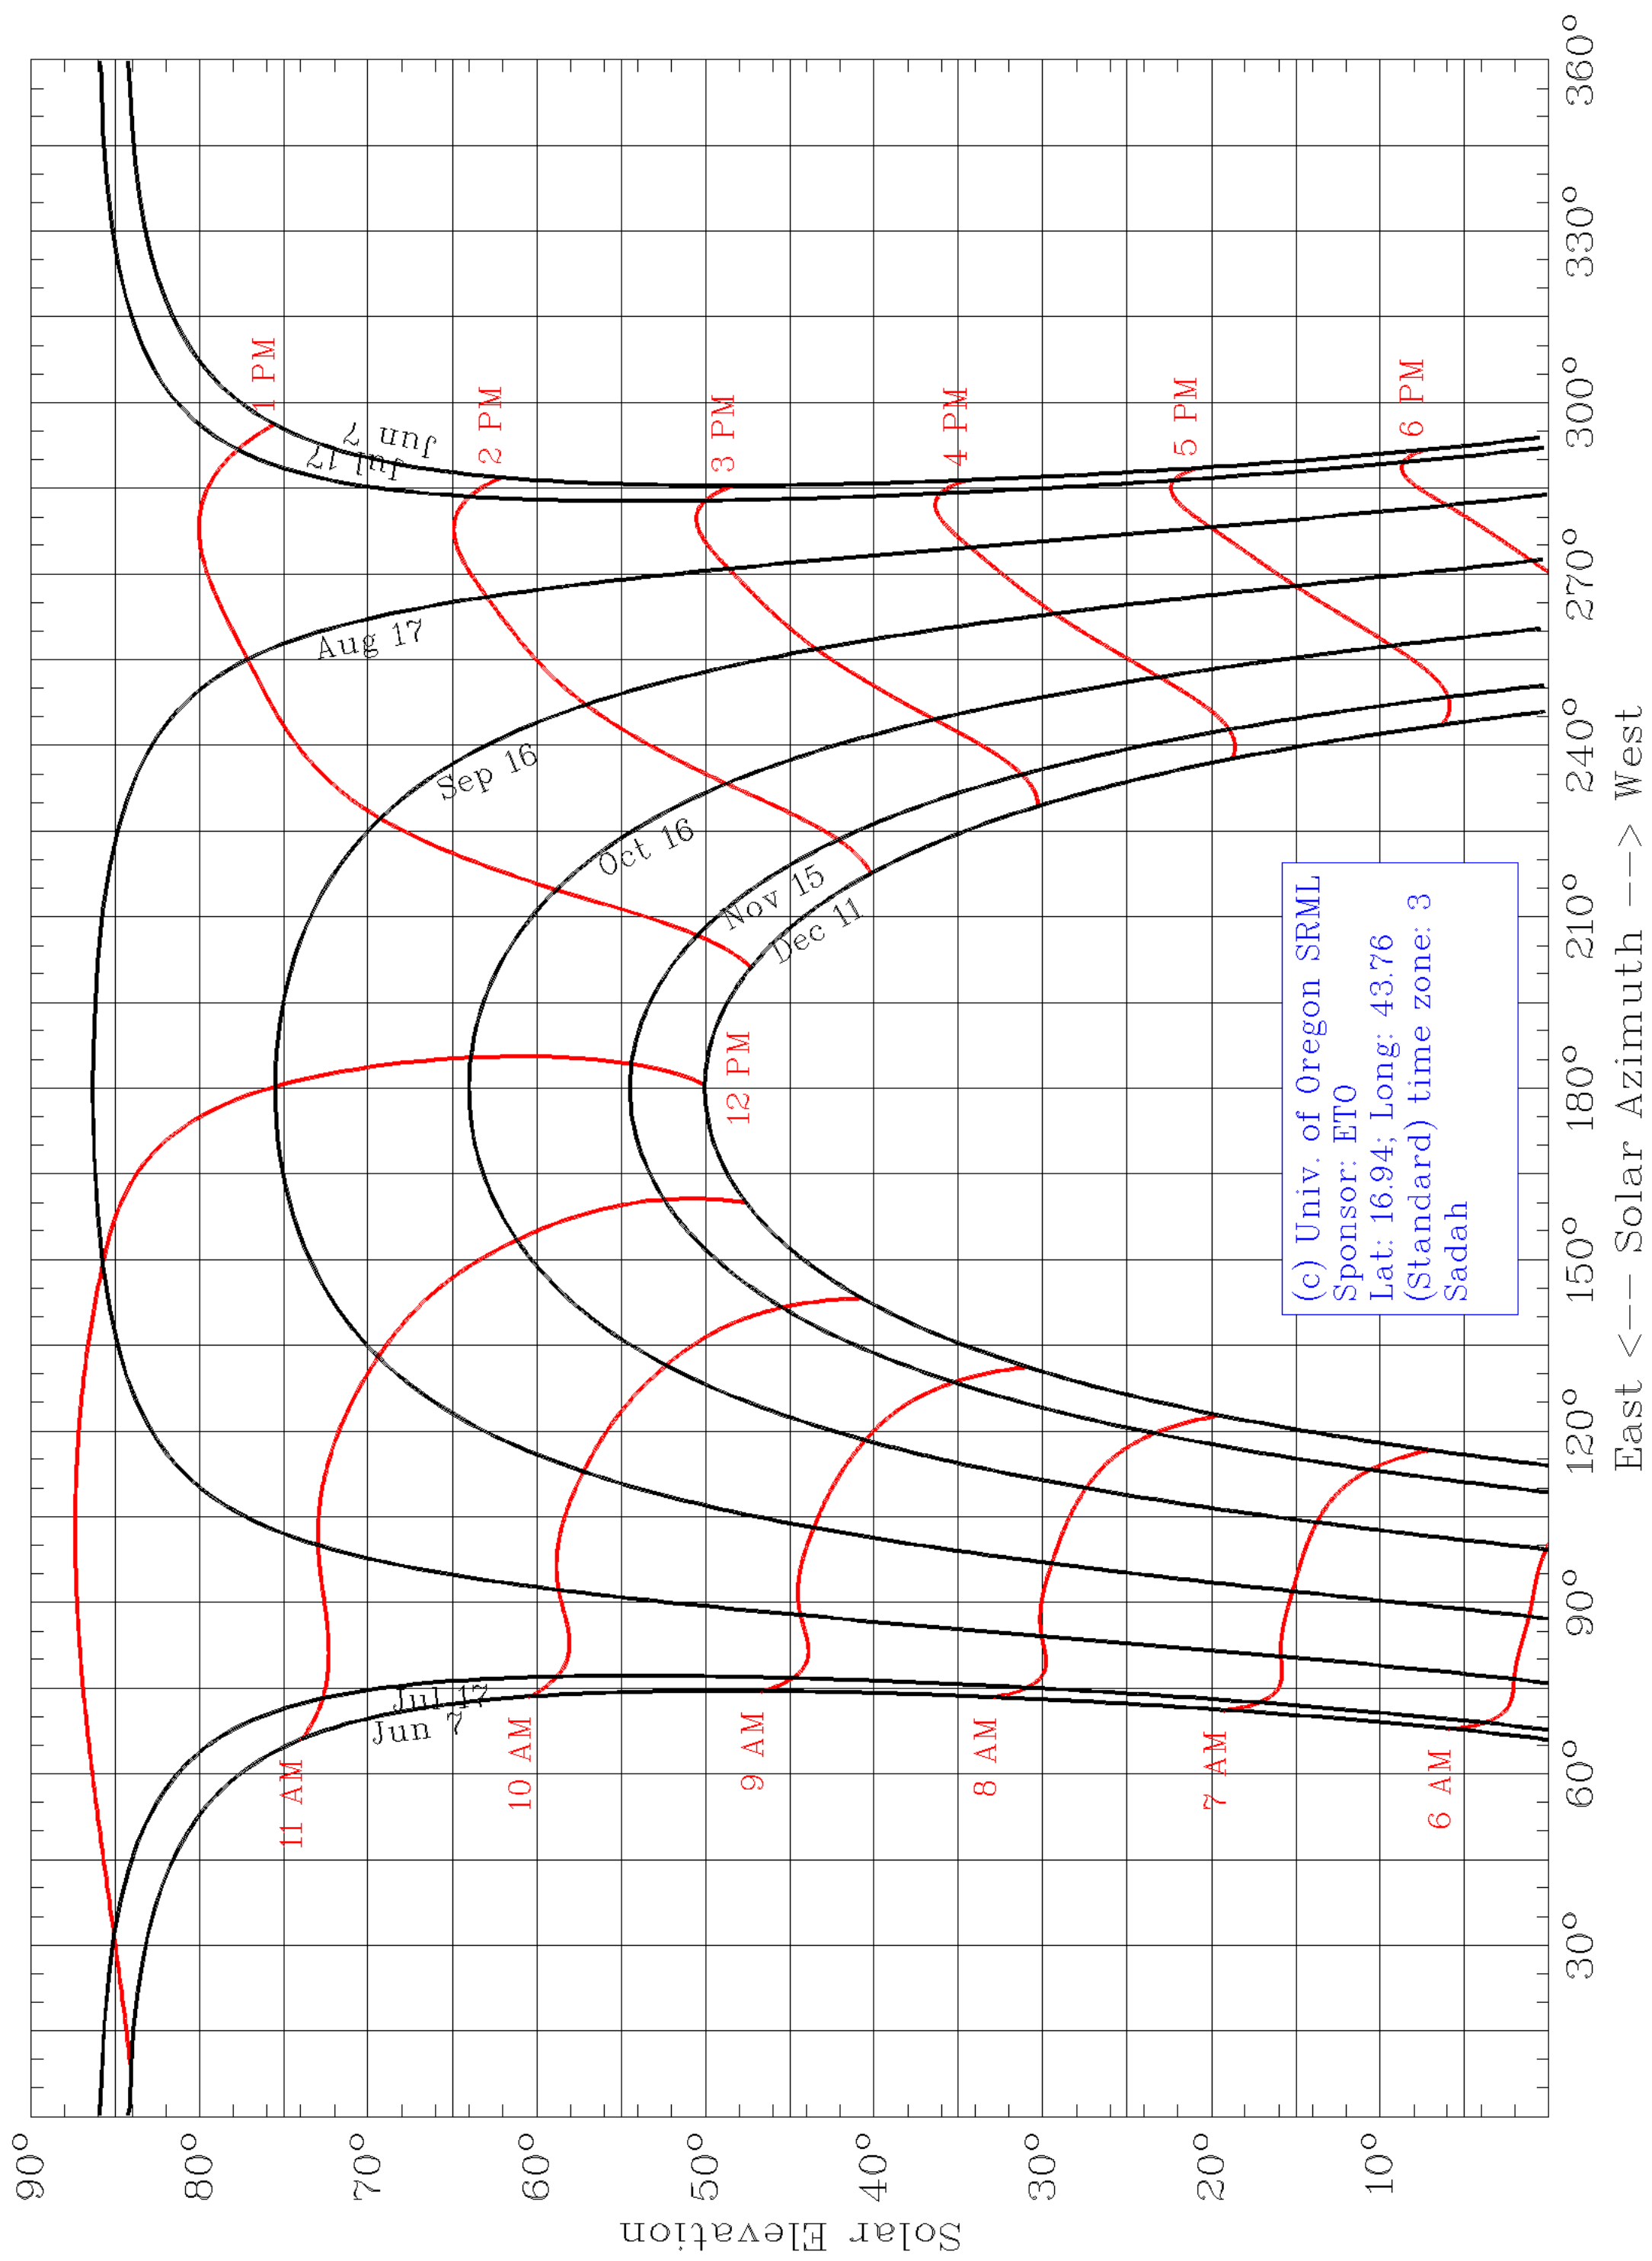 90°
80°
70°
60°
50°
40°
30°
20°
10°
Solar Elevation
30°
60°
90°
120°
150°
180°
210°
240°
270°
300°
330°
360°
East <-- Solar Azimuth --> West
11 AM
10 AM
9 AM
8 AM
7 AM
6 AM
12 PM
1 PM
2 PM
3 PM
4 PM
5 PM
6 PM
Jul 17
Jun 7
Jun 7
Jul 17
Aug 17
Sep 16
Oct 16
Nov 15
Dec 11
(c) Univ. of Oregon SRML
Sponsor: ETO
Lat: 16.94; Long: 43.76
(Standard) time zone: 3
Sadah